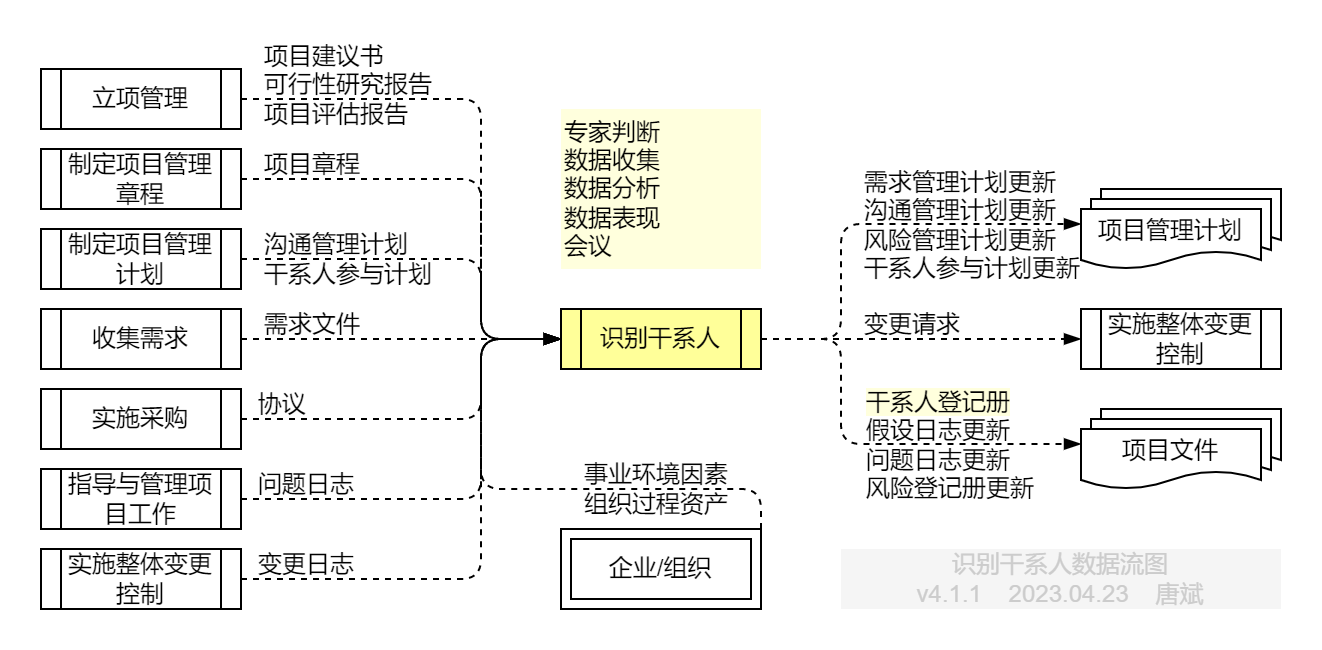 立项管理
项目建议书
可行性研究报告
项目评估报告
制定项目管理
章程
项目章程
制定项目管理
计划
沟通管理计划
干系人参与计划
收集需求
需求文件
实施采购
协议
指导与管理项
目工作
问题日志
实施整体变更
控制
变更日志
专家判断
数据收集
数据分析
数据表现
会议
识别干系人
事业环境因素
组织过程资产
企业/组织
需求管理计划更新
沟通管理计划更新
风险管理计划更新
干系人参与计划更新
项目管理计划
变更请求
实施整体变更
控制
干系人登记册
假设日志更新
问题日志更新
风险登记册更新
项目文件
识别干系人数据流图
v4.1.1 2023.04.23 唐斌